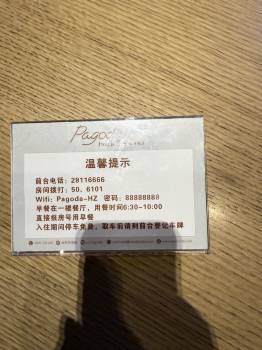 Pagoda
温馨提示
前台电话：28116666
房间拨打：50、6101
Wifi：Pagoda-HZ 密码：88888888
早餐在一楼餐厅，用餐时间6:30-10:00
直接报房号用早餐
入住期间停车免费，取车前请到前台登记车牌